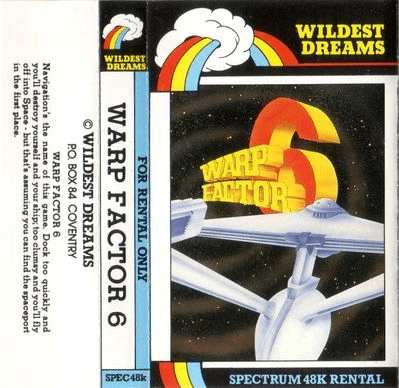 Navigation's the name of this game. Dock too quickly and
you'll destroy yourself and your ship; too clumsy and you'll fly
off into Space - but that's assuming you can find the spaceport
in the first place.
WARP FACTOR 6
© WILDEST DREAMS
P.O. BOX 84 COVENTRY
WILDEST
DREAMS
WARP FACTOR 6
FOR RENTAL ONLY
SPEC 48k
WILDEST
DREAMS
6
WARP
FACTOR
SPECTRUM 48K RENTAL